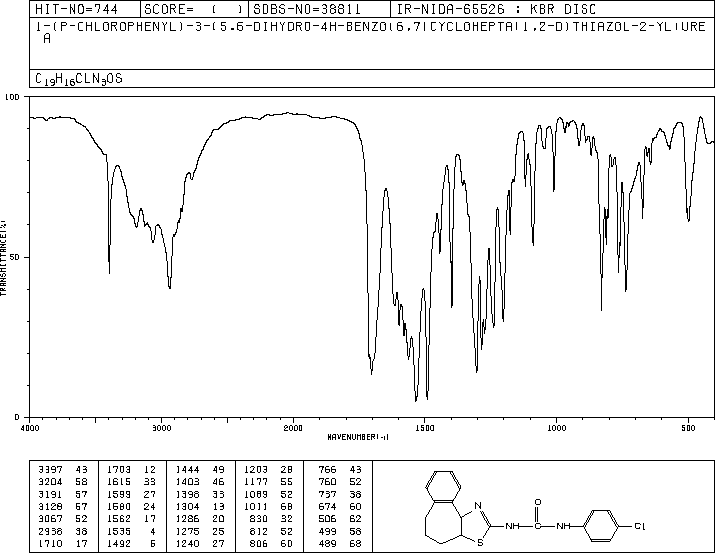 HIT-NO=744 SCORE= ( ) SDBS-NO=38811 IR-NIDA-65526 : KBR DISC
1-(P-CHLOROPHENYL)-3-(5,6-DIHYDRO-4H-BENZO(6,7)CYCLOHEPTA(1,2-D)THIAZOL-2-YL)URE
A
C19H16CLN3OS
100
50
0
TRANSMITTANCE(%)
4000 3000 2000 1500 1000 500
WAVENUMBER(-1)
3397 43 1703 12 1444 49 1203 28 766 43
3204 58 1615 33 1403 46 1177 55 760 52
3191 57 1599 27 1398 33 1089 52 737 38
3128 57 1580 24 1304 13 1011 68 674 60
3067 52 1562 17 1286 20 830 32 506 62
2938 38 1535 4 1275 25 812 52 499 58
1710 17 1492 5 1240 27 806 60 489 68
N
S
NH
O
NH
Cl